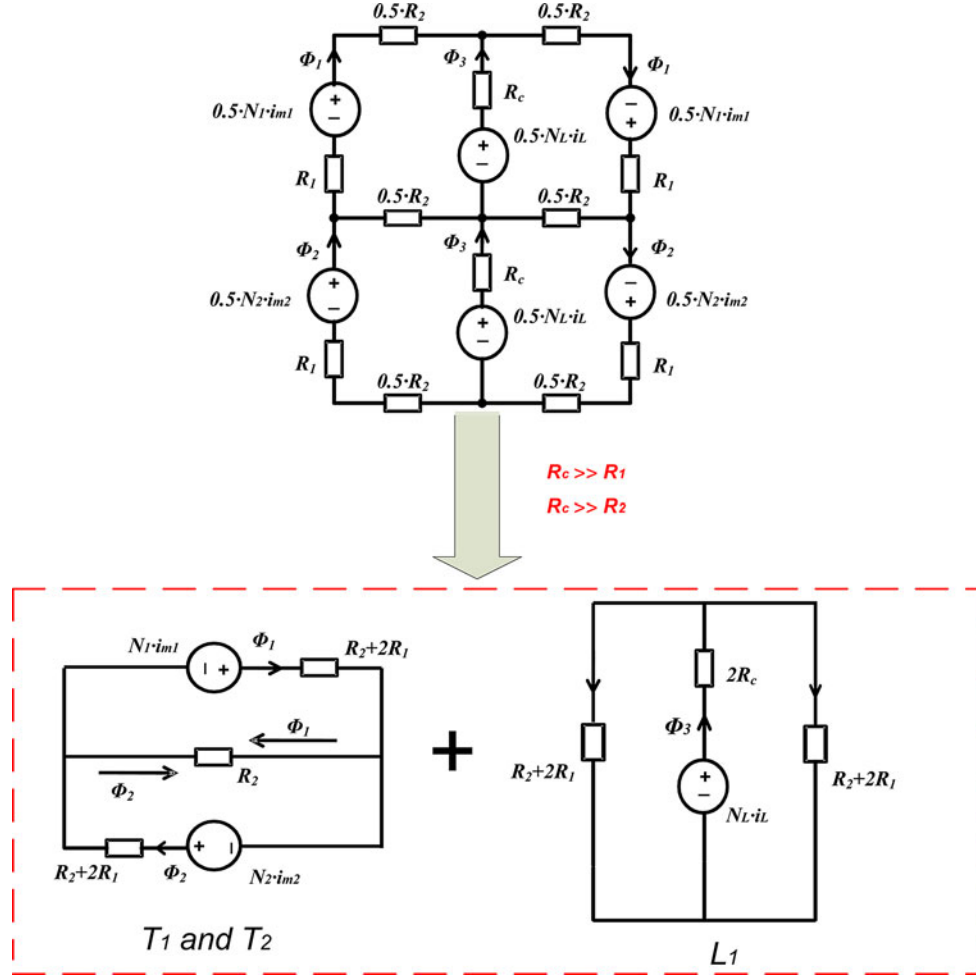 0.5·R2 0.5·R2
Φ1 Φ3 Φ1
Rc
0.5·N1·im1 + − + − − + 0.5·N1·im1
0.5·NL·iL
R1 R1
0.5·R2 0.5·R2
Φ2 Φ3 Φ2
Rc
0.5·N2·im2 + − + − − + 0.5·N2·im2
0.5·NL·iL
R1 R1
0.5·R2 0.5·R2
Rc >> R1
Rc >> R2
N1·im1 − + Φ1 R2+2R1
Φ1
R2
Φ2
R2+2R1 + − Φ2
N2·im2
T1 and T2
+
2Rc
Φ3
R2+2R1 + − R2+2R1
NL·iL
L1